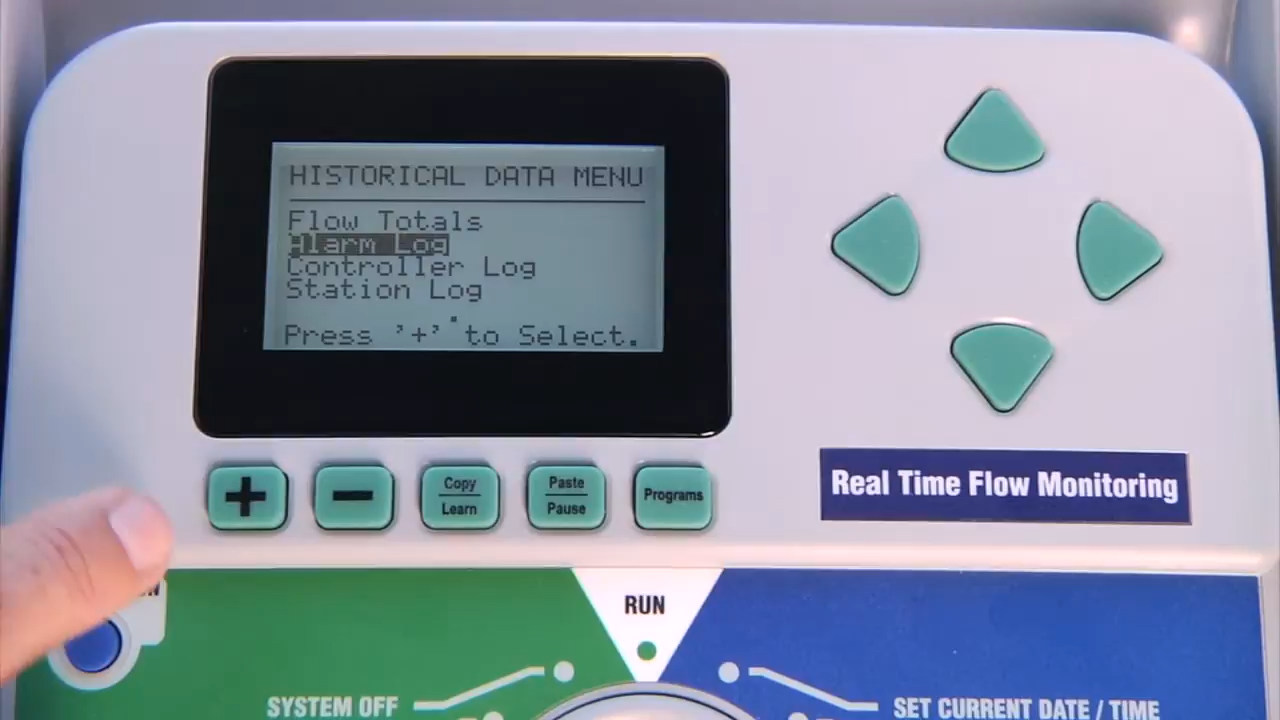 HISTORICAL DATA MENU
Flow Totals
Alarm Log
Controller Log
Station Log
Press '+' to Select.
+
−
Copy
Learn
Paste
Pause
Programs
Real Time Flow Monitoring
RUN
SYSTEM OFF
SET CURRENT DATE / TIME